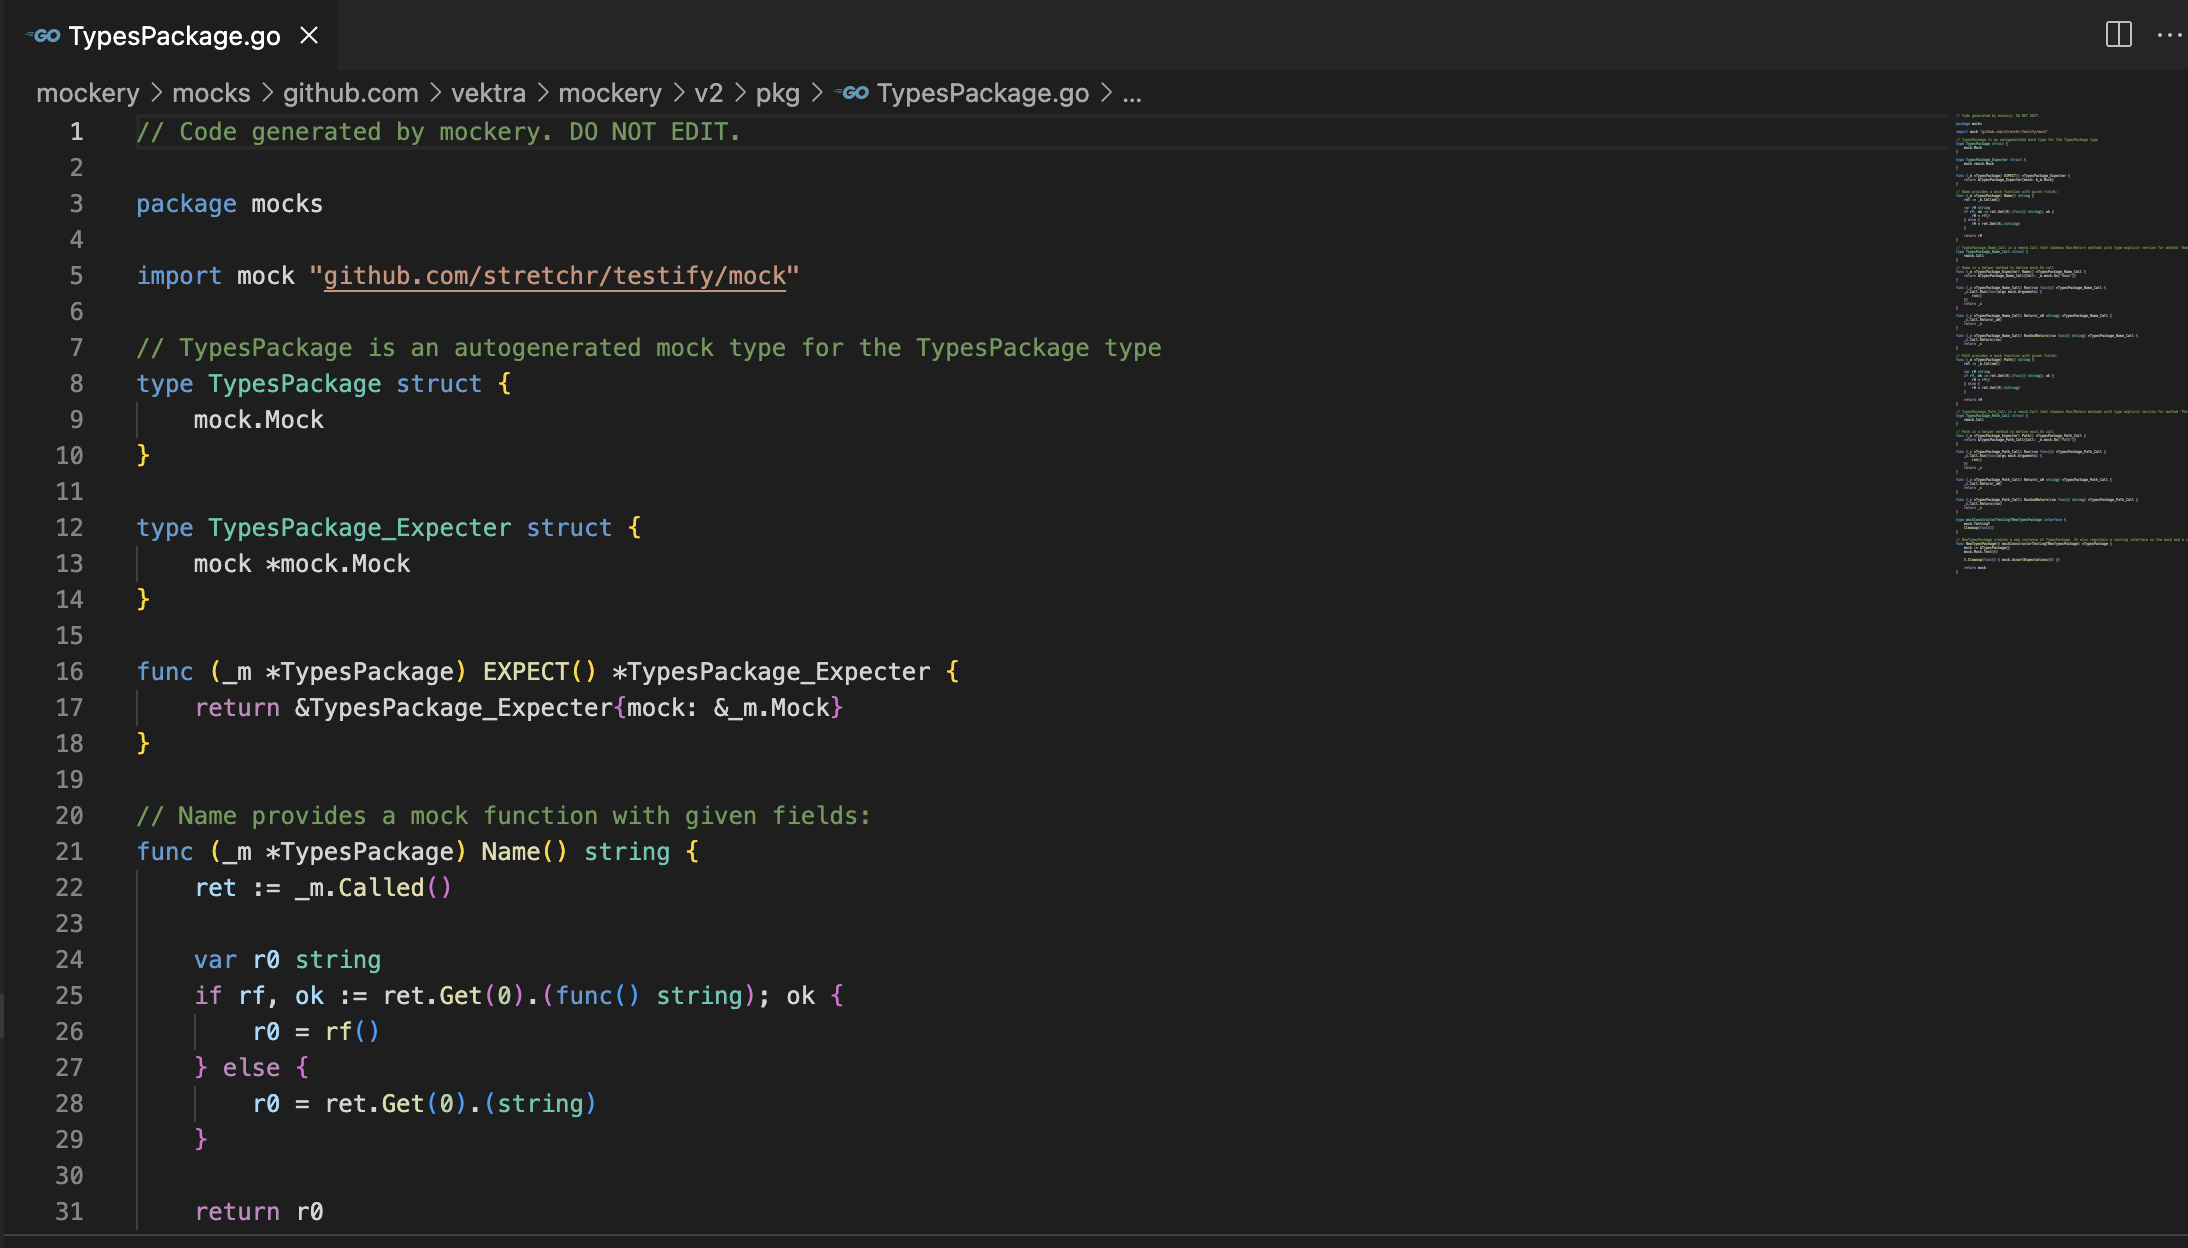 GO TypesPackage.go
mockery > mocks > github.com > vektra > mockery > v2 > pkg > GO TypesPackage.go > ...
1 // Code generated by mockery. DO NOT EDIT.
2
3 package mocks
4
5 import mock "github.com/stretchr/testify/mock"
6
7 // TypesPackage is an autogenerated mock type for the TypesPackage type
8 type TypesPackage struct {
9     mock.Mock
10 }
11
12 type TypesPackage_Expecter struct {
13     mock *mock.Mock
14 }
15
16 func (_m *TypesPackage) EXPECT() *TypesPackage_Expecter {
17     return &TypesPackage_Expecter{mock: &_m.Mock}
18 }
19
20 // Name provides a mock function with given fields:
21 func (_m *TypesPackage) Name() string {
22     ret := _m.Called()
23
24     var r0 string
25     if rf, ok := ret.Get(0).(func() string); ok {
26         r0 = rf()
27     } else {
28         r0 = ret.Get(0).(string)
29     }
30
31     return r0